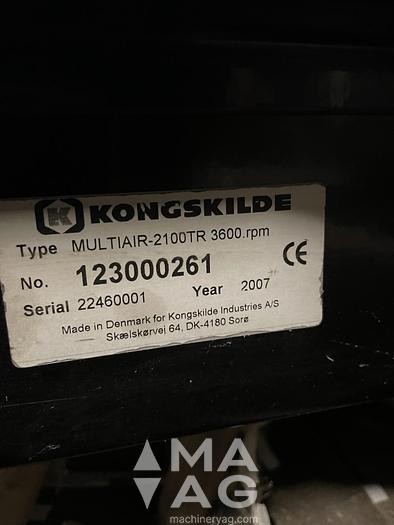 KONGSKILDE
Type MULTIAIR-2100TR 3600.rpm
No. 123000261 CE
Serial 22460001 Year 2007
Made in Denmark for Kongskilde Industries A/S
Skælskørvej 64, DK-4180 Sorø
MA
AG
machineryag.com